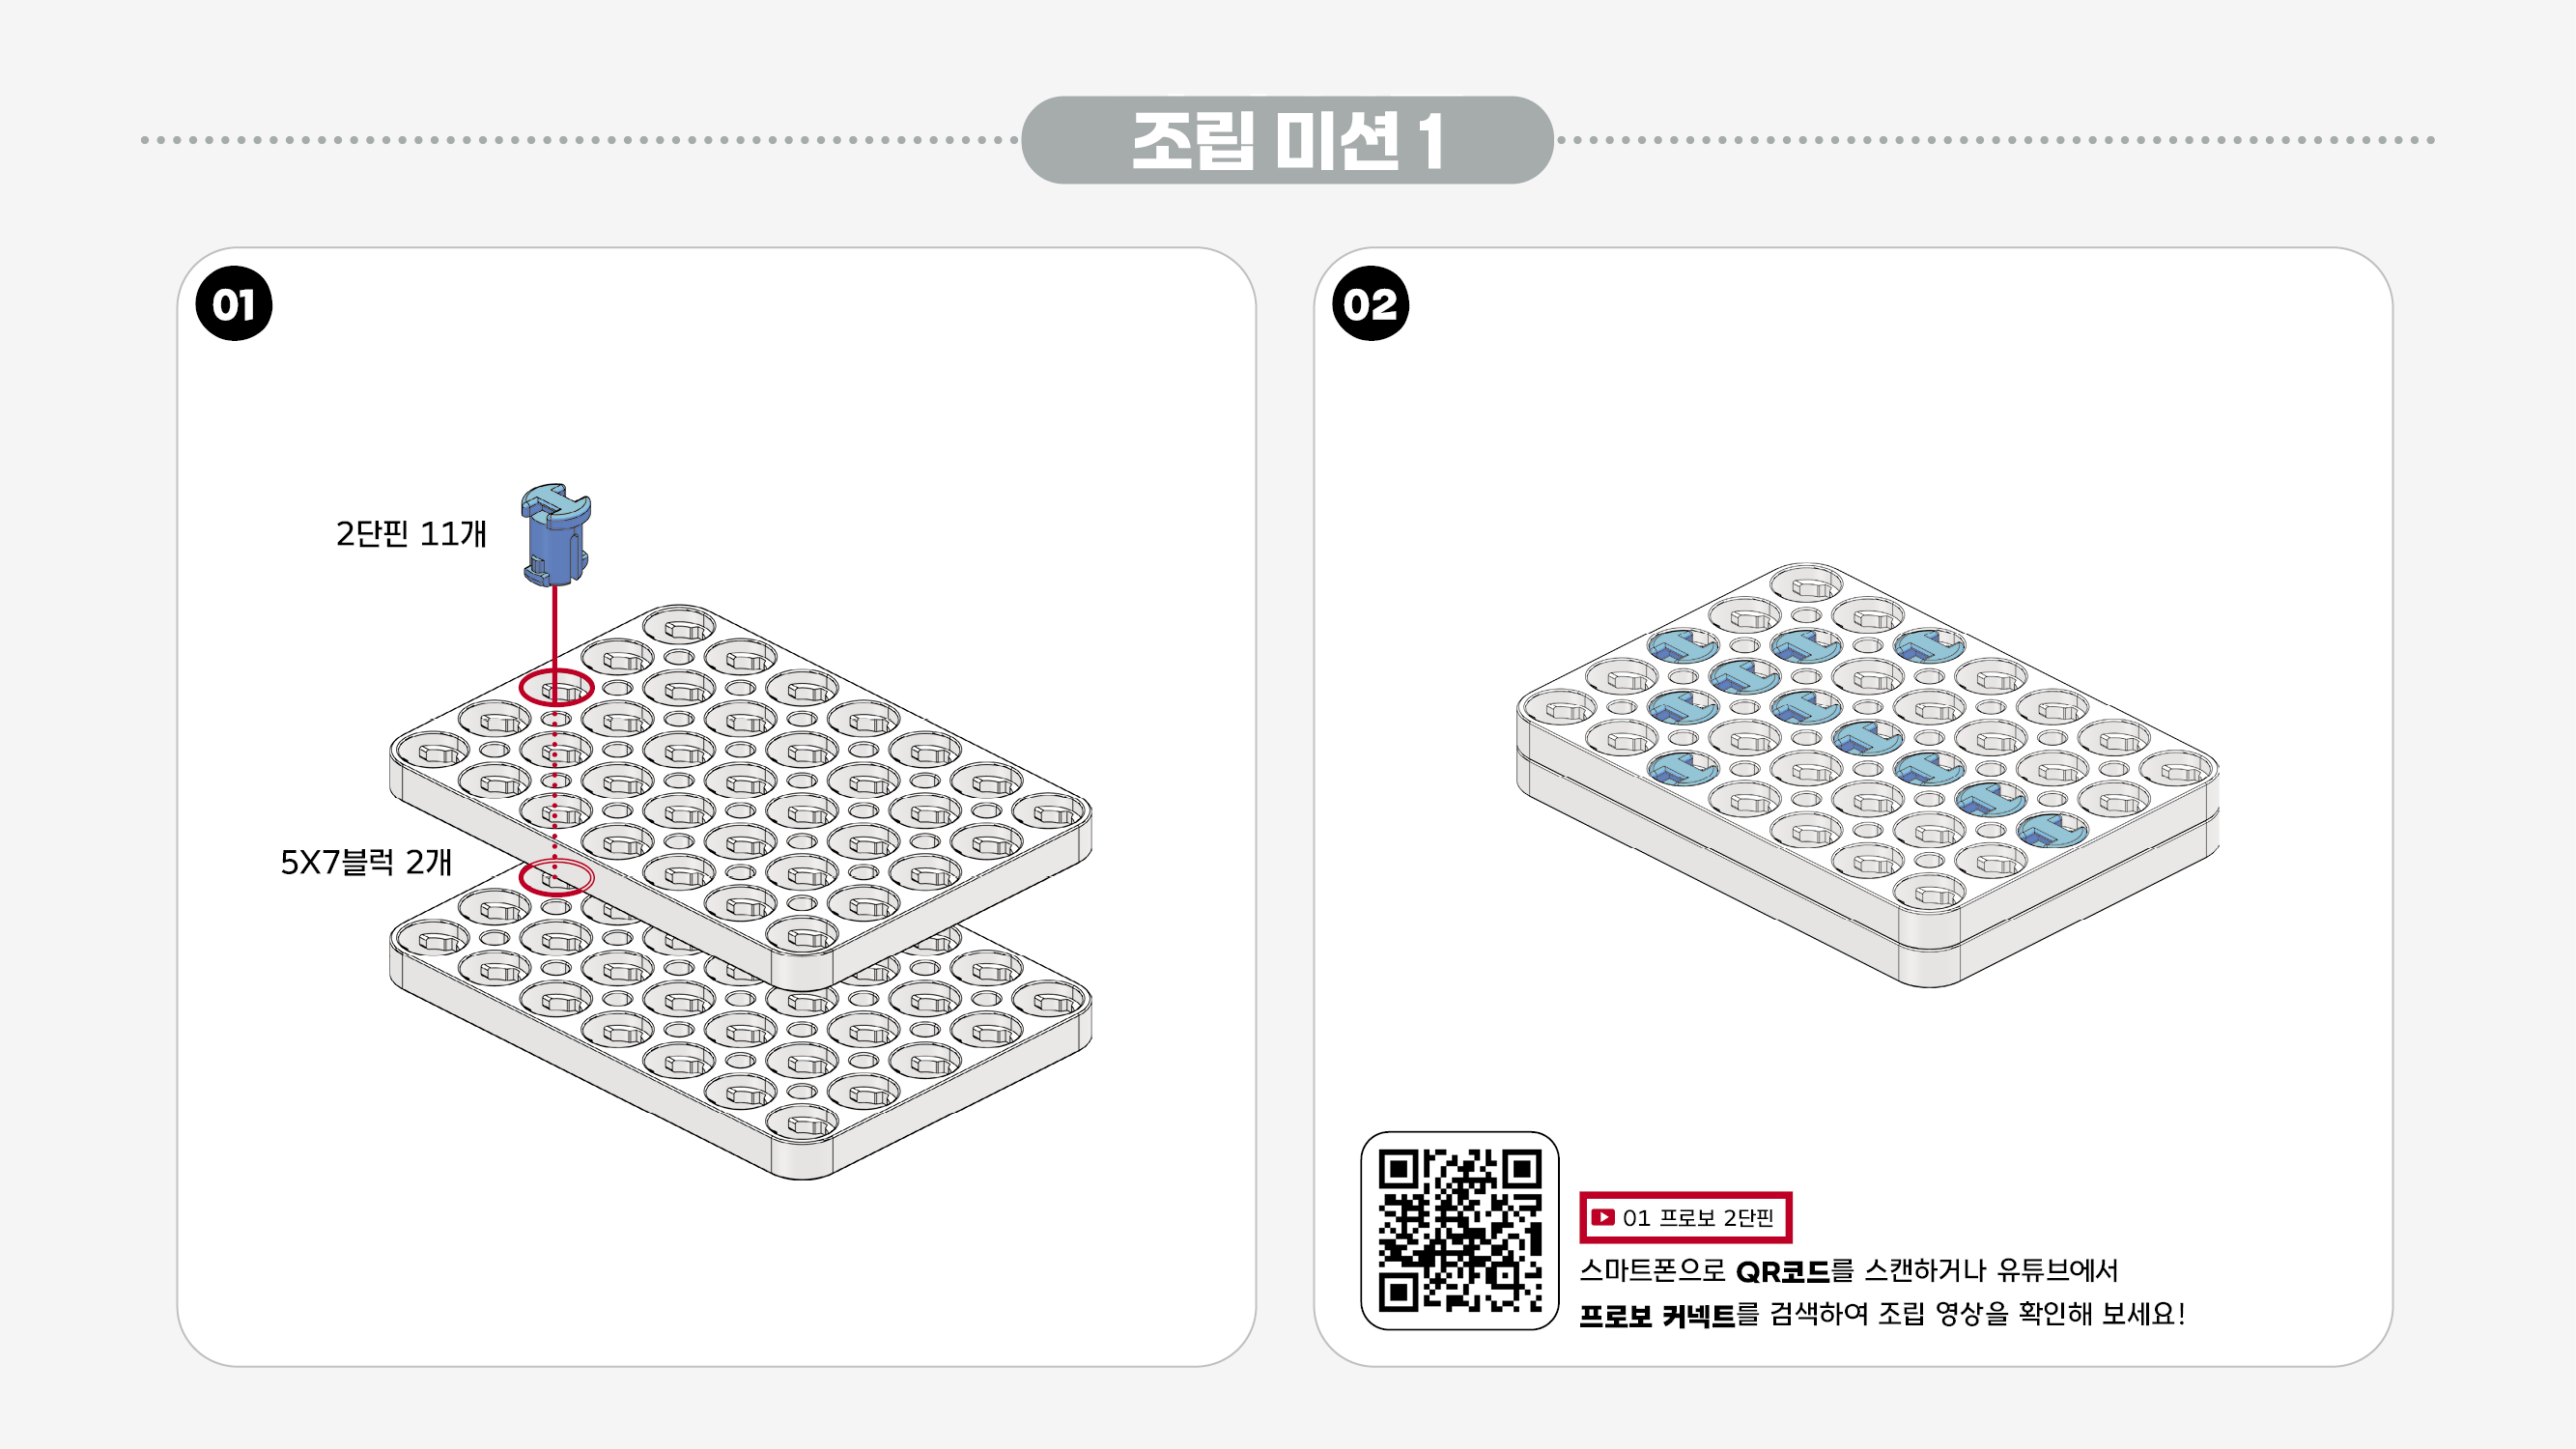 조립 미션 1
01
2단핀 11개
5X7블럭 2개
02
01 프로보 2단핀
스마트폰으로 QR코드를 스캔하거나 유튜브에서
프로보 커넥트를 검색하여 조립 영상을 확인해 보세요!